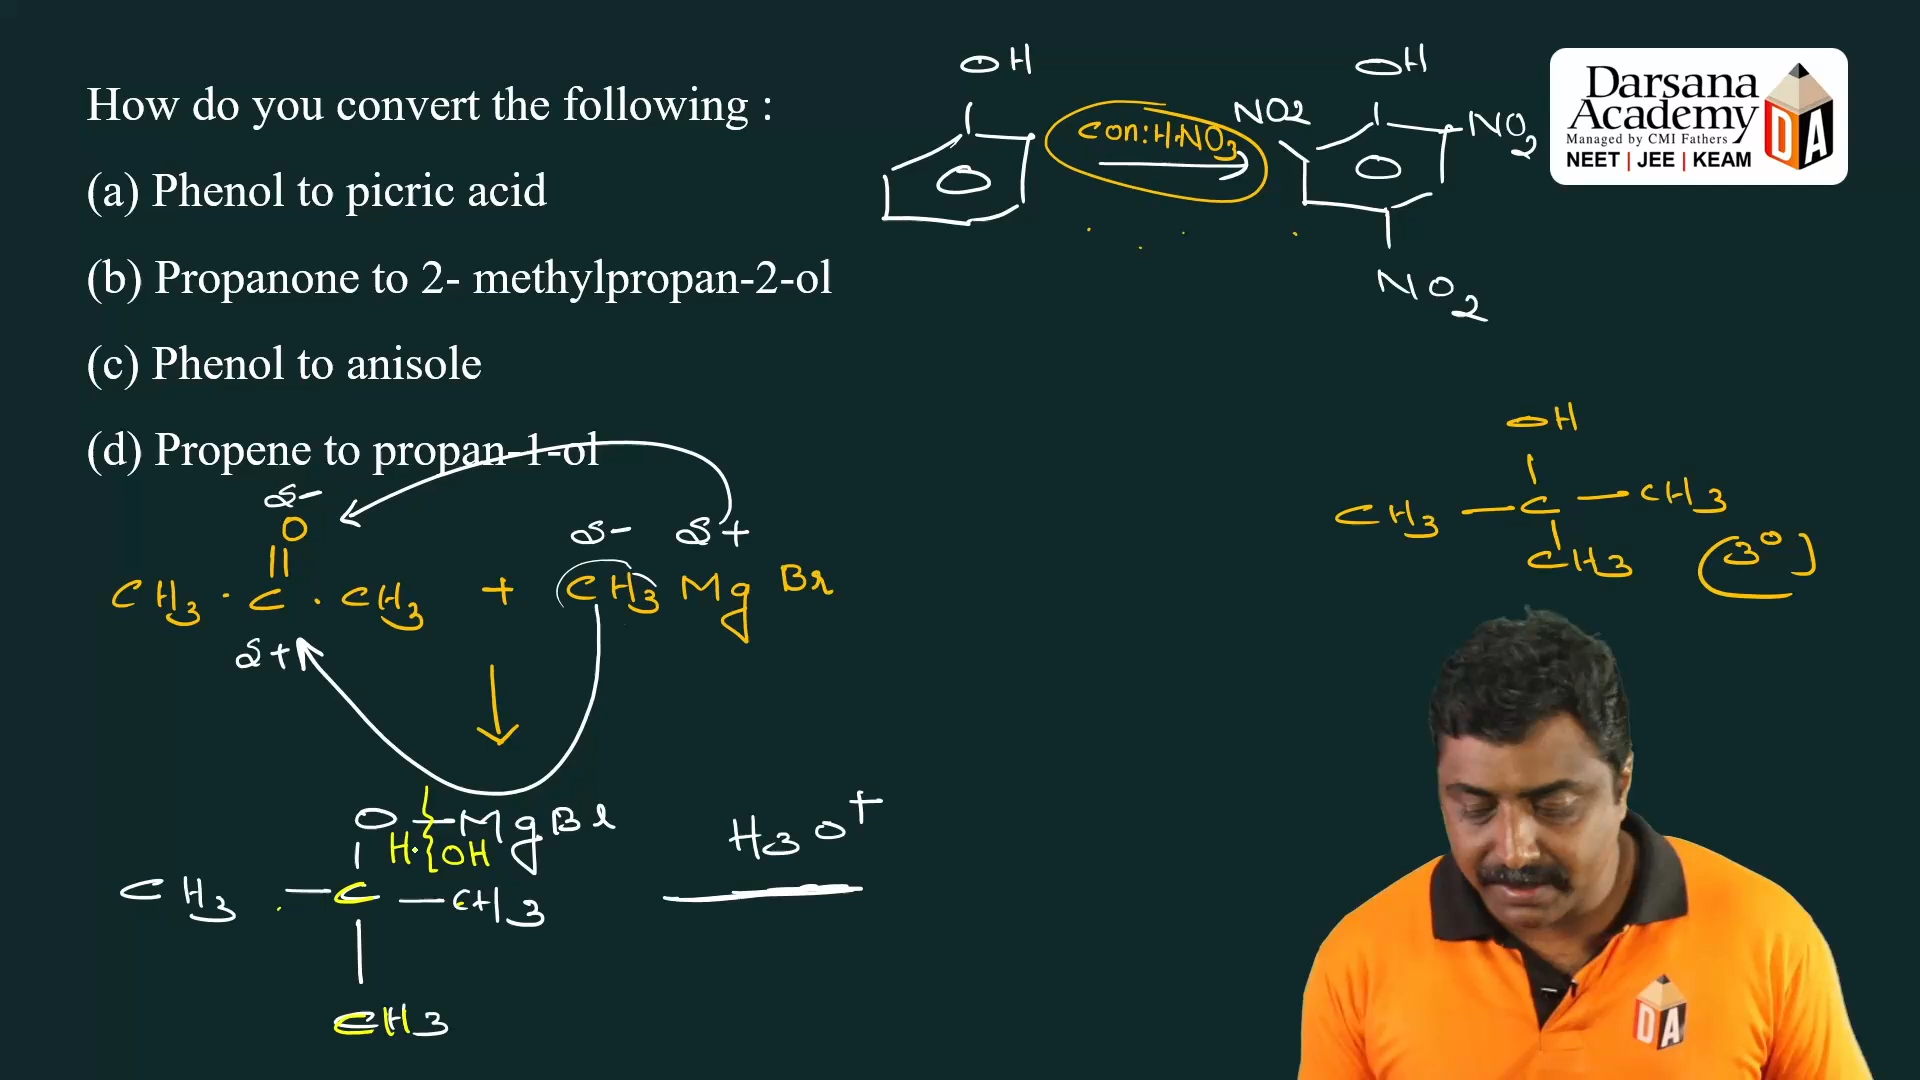 How do you convert the following :
(a) Phenol to picric acid
(b) Propanone to 2- methylpropan-2-ol
(c) Phenol to anisole
(d) Propene to propan-1-ol
OH
con:HNO3
OH
NO2
NO2
NO2
Darsana
Academy
Managed by CMI Fathers
NEET | JEE | KEAM
DA
OH
CH3 — C — CH3
CH3
3°
δ-
O
δ- δ+
CH3 · C · CH3 + CH3 Mg Br
δ+
O — MgBr
H · OH
H3O+
CH3 — C — CH3
CH3
DA